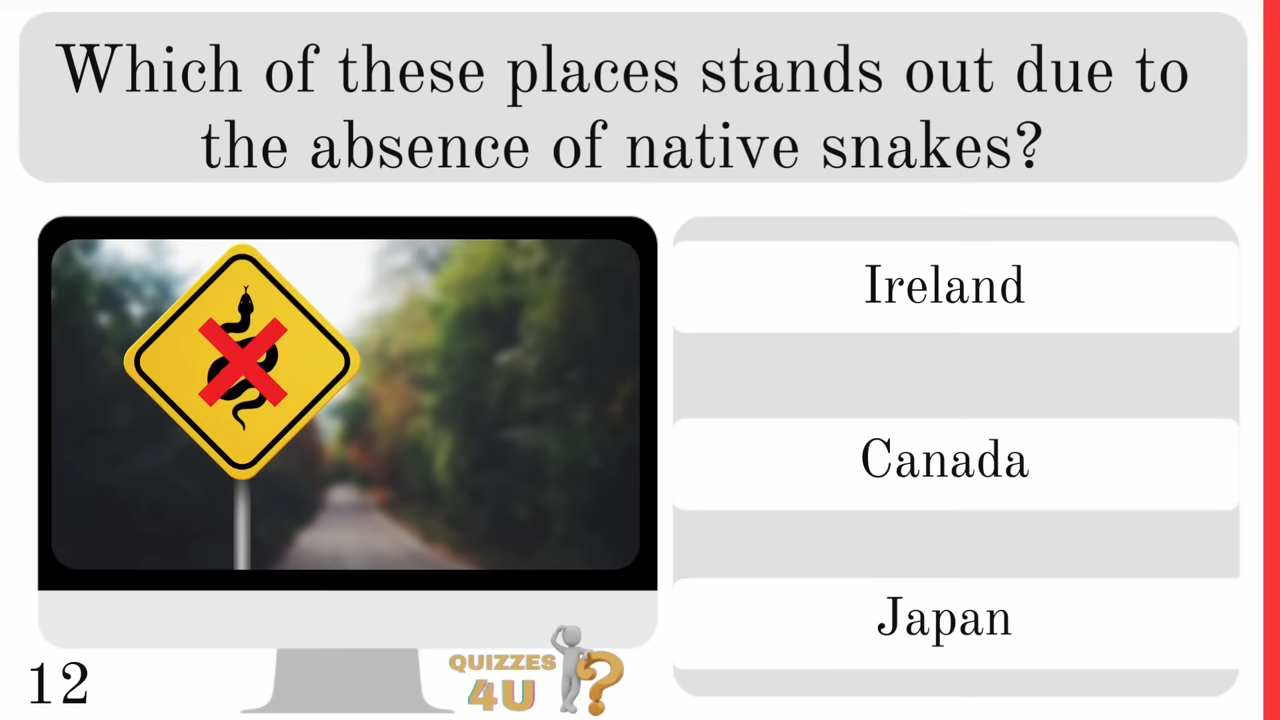 Which of these places stands out due to
the absence of native snakes?
Ireland
Canada
Japan
12
QUIZZES
4U
?